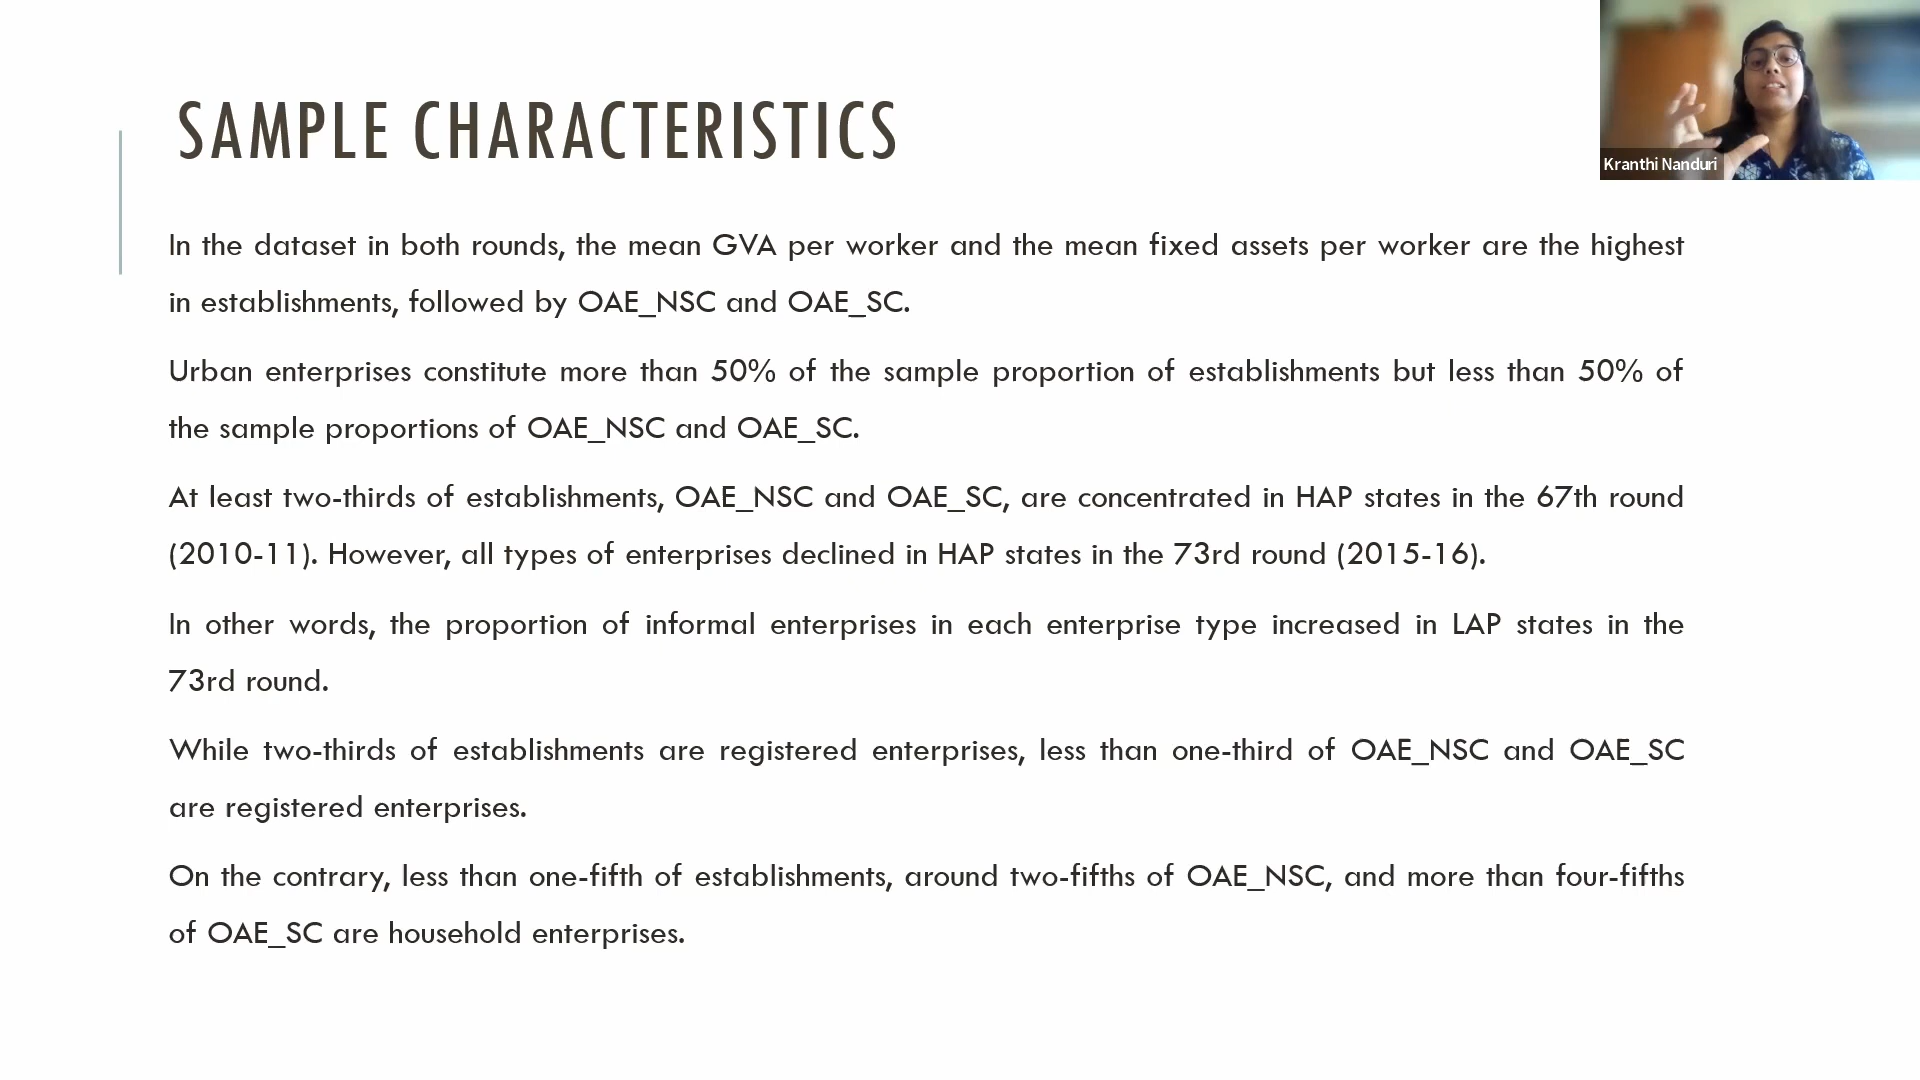 SAMPLE CHARACTERISTICS
Kranthi Nanduri
In the dataset in both rounds, the mean GVA per worker and the mean fixed assets per worker are the highest
in establishments, followed by OAE_NSC and OAE_SC.
Urban enterprises constitute more than 50% of the sample proportion of establishments but less than 50% of
the sample proportions of OAE_NSC and OAE_SC.
At least two-thirds of establishments, OAE_NSC and OAE_SC, are concentrated in HAP states in the 67th round
(2010-11). However, all types of enterprises declined in HAP states in the 73rd round (2015-16).
In other words, the proportion of informal enterprises in each enterprise type increased in LAP states in the
73rd round.
While two-thirds of establishments are registered enterprises, less than one-third of OAE_NSC and OAE_SC
are registered enterprises.
On the contrary, less than one-fifth of establishments, around two-fifths of OAE_NSC, and more than four-fifths
of OAE_SC are household enterprises.